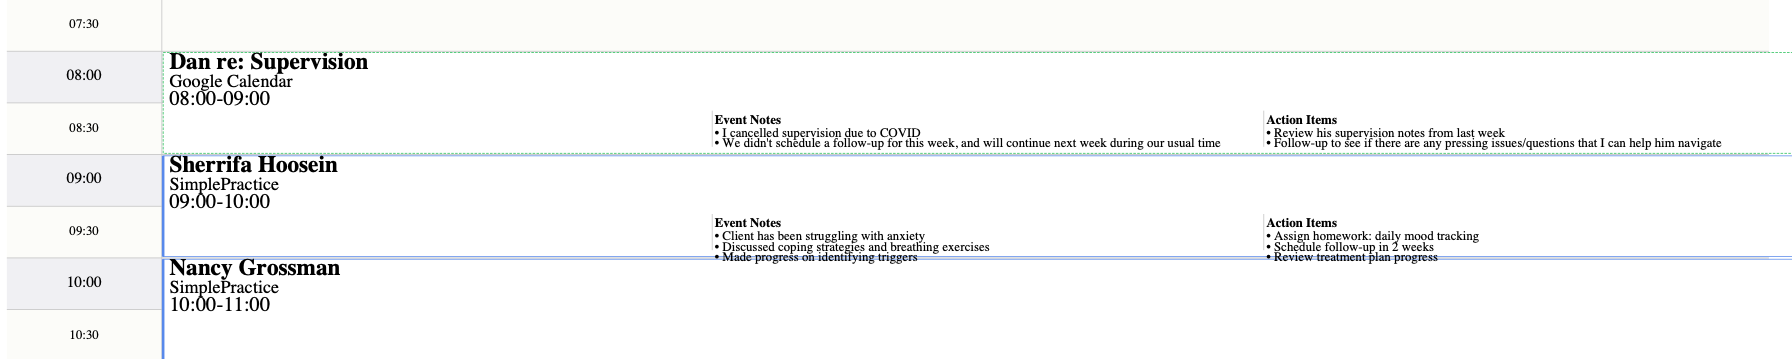 07:30
08:00
Dan re: Supervision
Google Calendar
08:00-09:00
08:30
Event Notes
• I cancelled supervision due to COVID
• We didn't schedule a follow-up for this week, and will continue next week during our usual time
Action Items
• Review his supervision notes from last week
• Follow-up to see if there are any pressing issues/questions that I can help him navigate
09:00
Sherrifa Hoosein
SimplePractice
09:00-10:00
09:30
Event Notes
• Client has been struggling with anxiety
• Discussed coping strategies and breathing exercises
• Made progress on identifying triggers
Action Items
• Assign homework: daily mood tracking
• Schedule follow-up in 2 weeks
• Review treatment plan progress
10:00
Nancy Grossman
SimplePractice
10:00-11:00
10:30